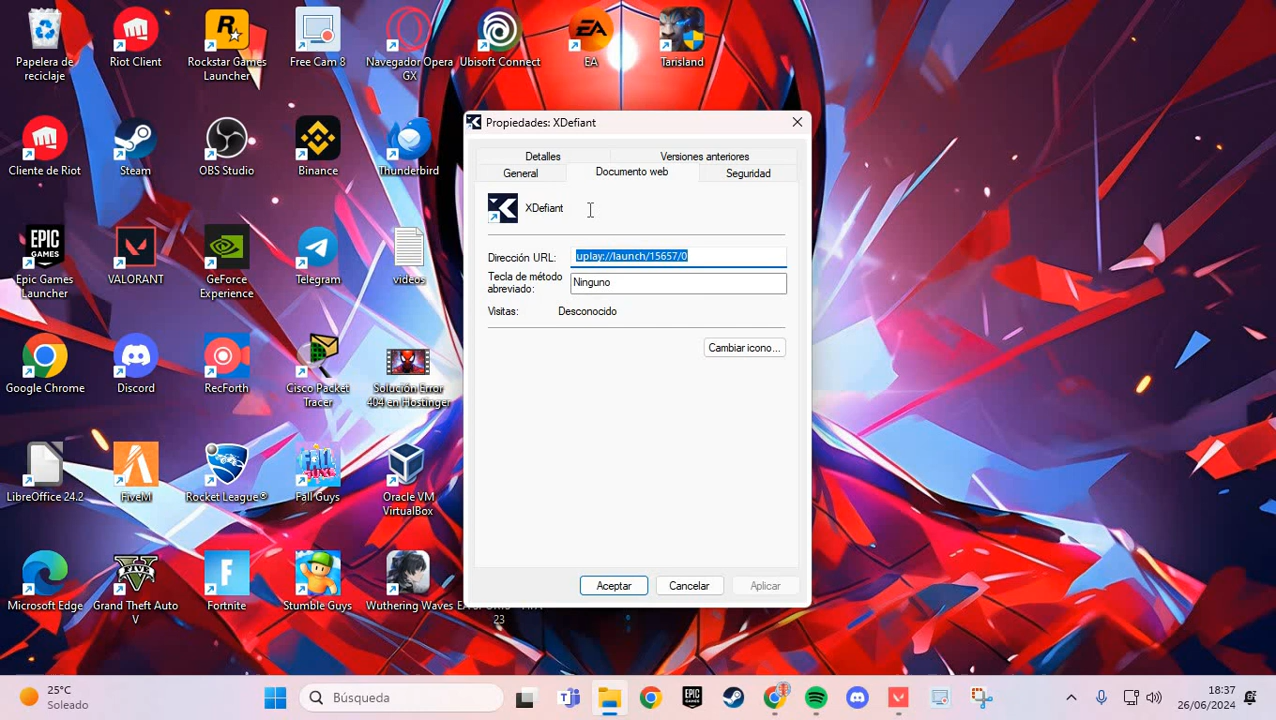 Papelera de
reciclaje
Riot Client
Rockstar Games
Launcher
Free Cam 8
Navegador Opera
GX
Ubisoft Connect
EA
Tarisland
Cliente de Riot
Steam
OBS Studio
Binance
Thunderbird
Epic Games
Launcher
VALORANT
GeForce
Experience
Telegram
videos
Google Chrome
Discord
RecForth
Cisco Packet
Tracer
Solución Error
404 en Hostinger
LibreOffice 24.2
FiveM
Rocket League®
Fall Guys
Oracle VM
VirtualBox
Microsoft Edge
Grand Theft Auto
V
Fortnite
Stumble Guys
Wuthering Waves
23
Propiedades: XDefiant
Detalles
Versiones anteriores
General
Documento web
Seguridad
XDefiant
Dirección URL:
uplay://launch/15657/0
Tecla de método
abreviado:
Ninguno
Visitas:
Desconocido
Cambiar icono...
Aceptar
Cancelar
Aplicar
25°C
Soleado
Búsqueda
18:37
26/06/2024